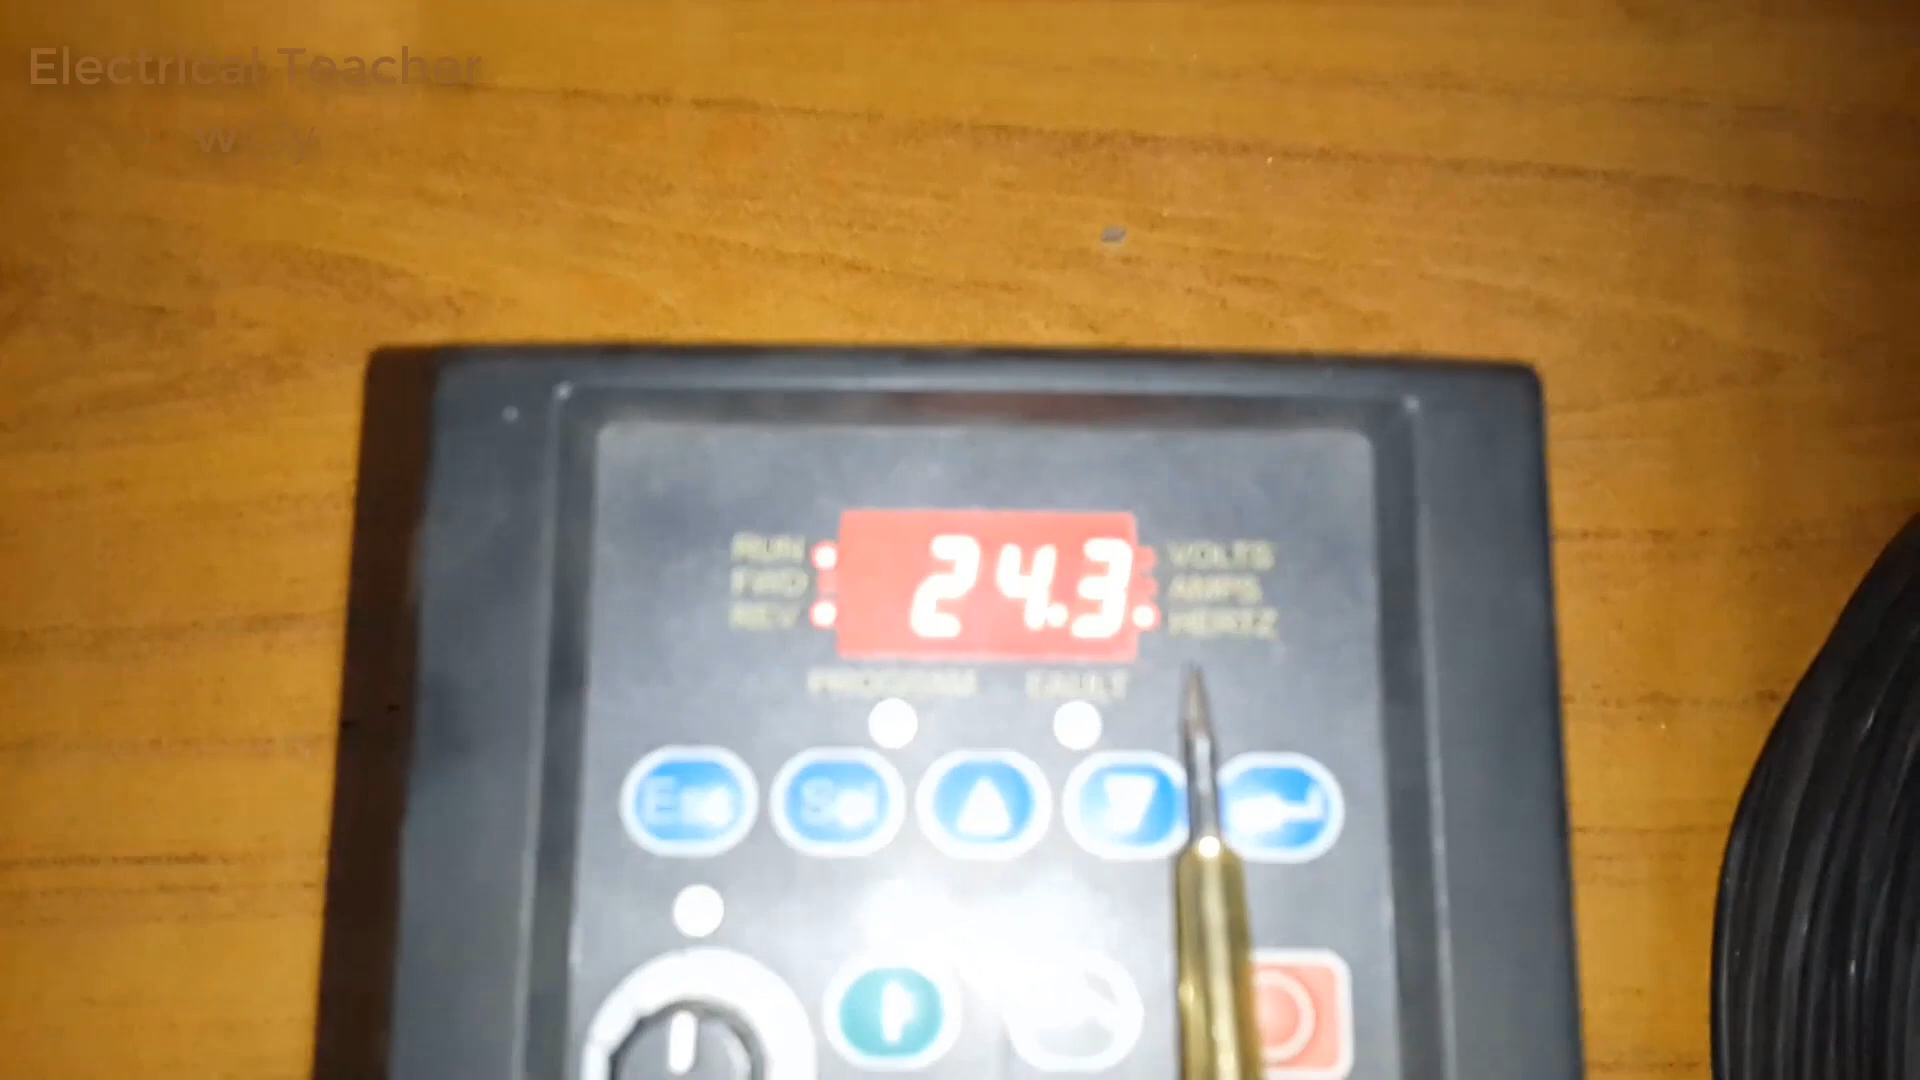 Electrical Teacher
RUN
FWD
REV
24.3
VOLTS
AMPS
HERTZ
PROGRAM
FAULT
Esc
Sel